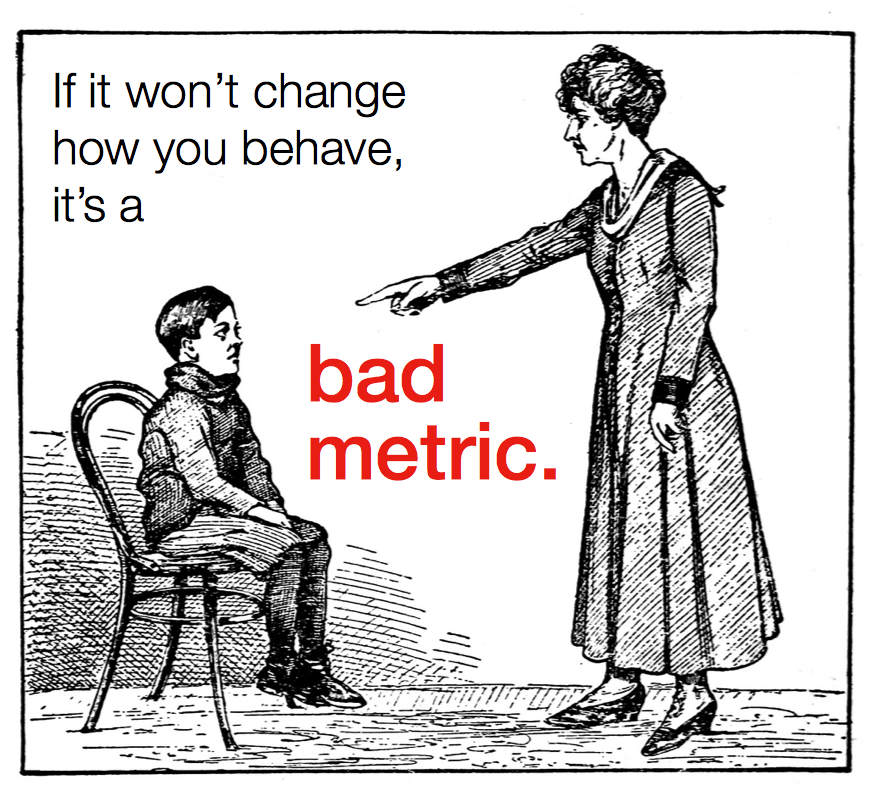 If it won’t change
how you behave,
it’s a
bad
metric.